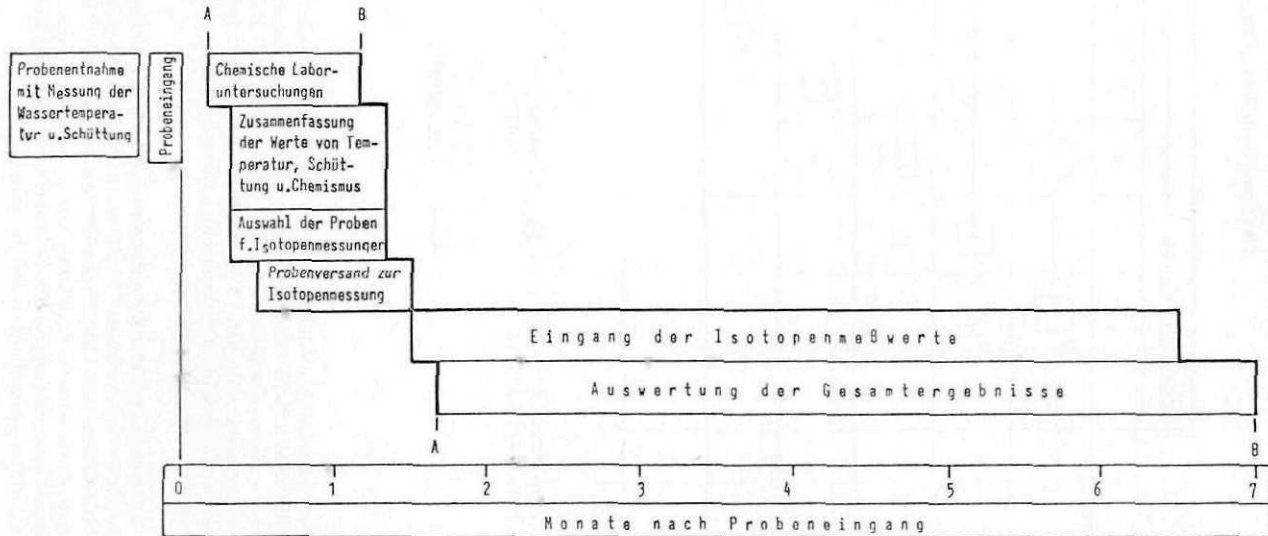 A B
Probenentnahme
mit Messung der
Wassertempera-
tur u.Schüttung
Probeneingang
Chemische Labor-
untersuchungen
Zusammenfassung
der Werte von Tem-
peratur, Schüt-
tung u.Chemismus
Auswahl der Proben
f.Isotopenmessungen
Probenversand zur
Isotopenmessung
Eingang der Isotopenmeßwerte
Auswertung der Gesamtergebnisse
A B
0 1 2 3 4 5 6 7
Monate nach Probeneingang